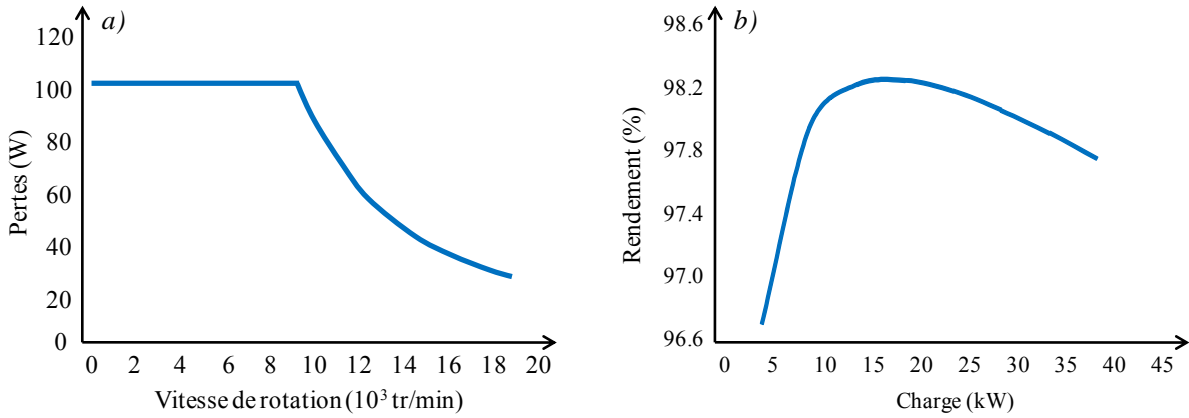 a)
Pertes (W)
120
100
80
60
40
20
0
0 2 4 6 8 10 12 14 16 18 20
Vitesse de rotation (10³ tr/min)
b)
Rendement (%)
98.6
98.2
97.8
97.4
97.0
96.6
0 5 10 15 20 25 30 35 40 45
Charge (kW)